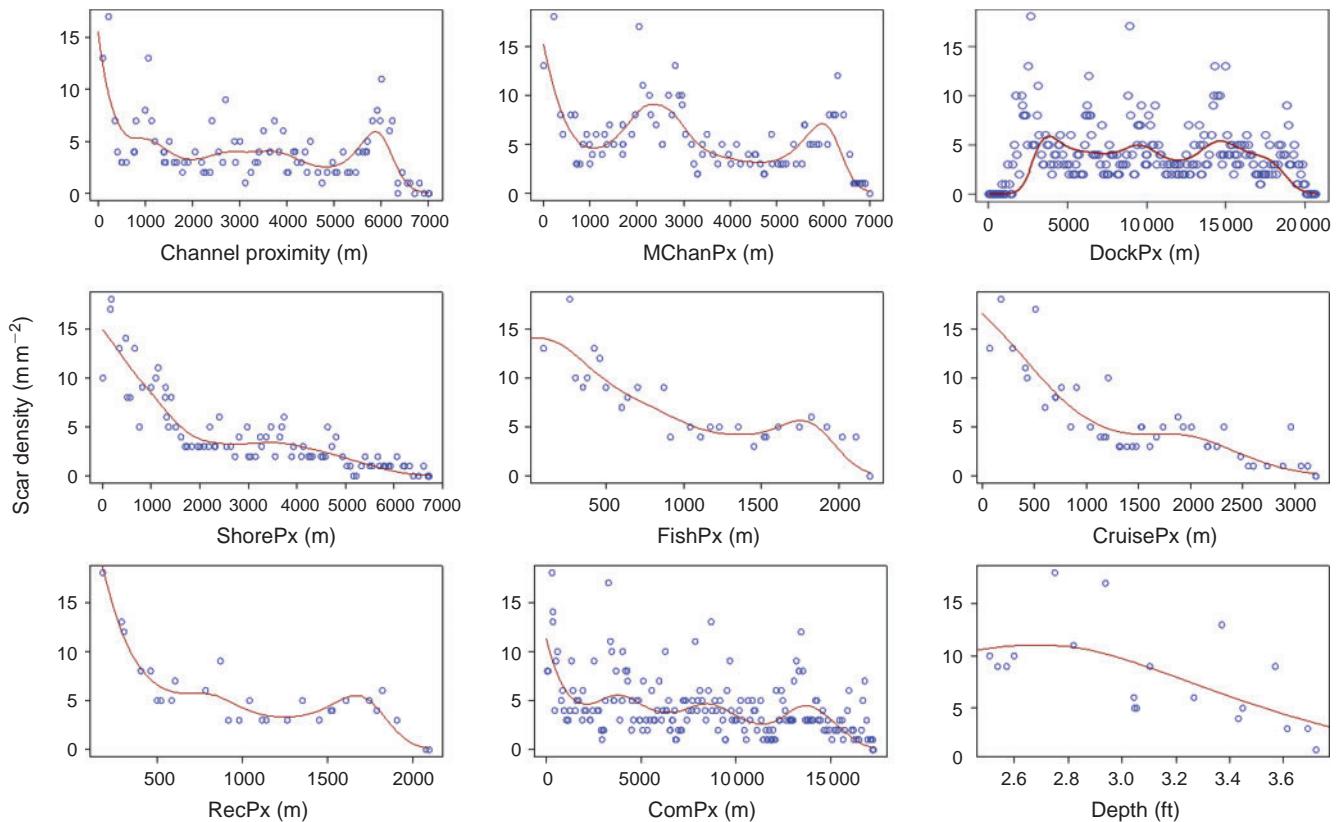 15
10
5
0
0 1000 2000 3000 4000 5000 6000 7000
Channel proximity (m)
15
10
5
0
0 1000 2000 3000 4000 5000 6000 7000
MChanPx (m)
15
10
5
0
0 5000 10 000 15 000 20 000
DockPx (m)
Scar density (mm−2)
15
10
5
0
0 1000 2000 3000 4000 5000 6000 7000
ShorePx (m)
15
10
5
0
500 1000 1500 2000
FishPx (m)
15
10
5
0
0 500 1000 1500 2000 2500 3000
CruisePx (m)
15
10
5
0
500 1000 1500 2000
RecPx (m)
15
10
5
0
0 5000 10 000 15 000
ComPx (m)
15
10
5
0
2.6 2.8 3.0 3.2 3.4 3.6
Depth (ft)